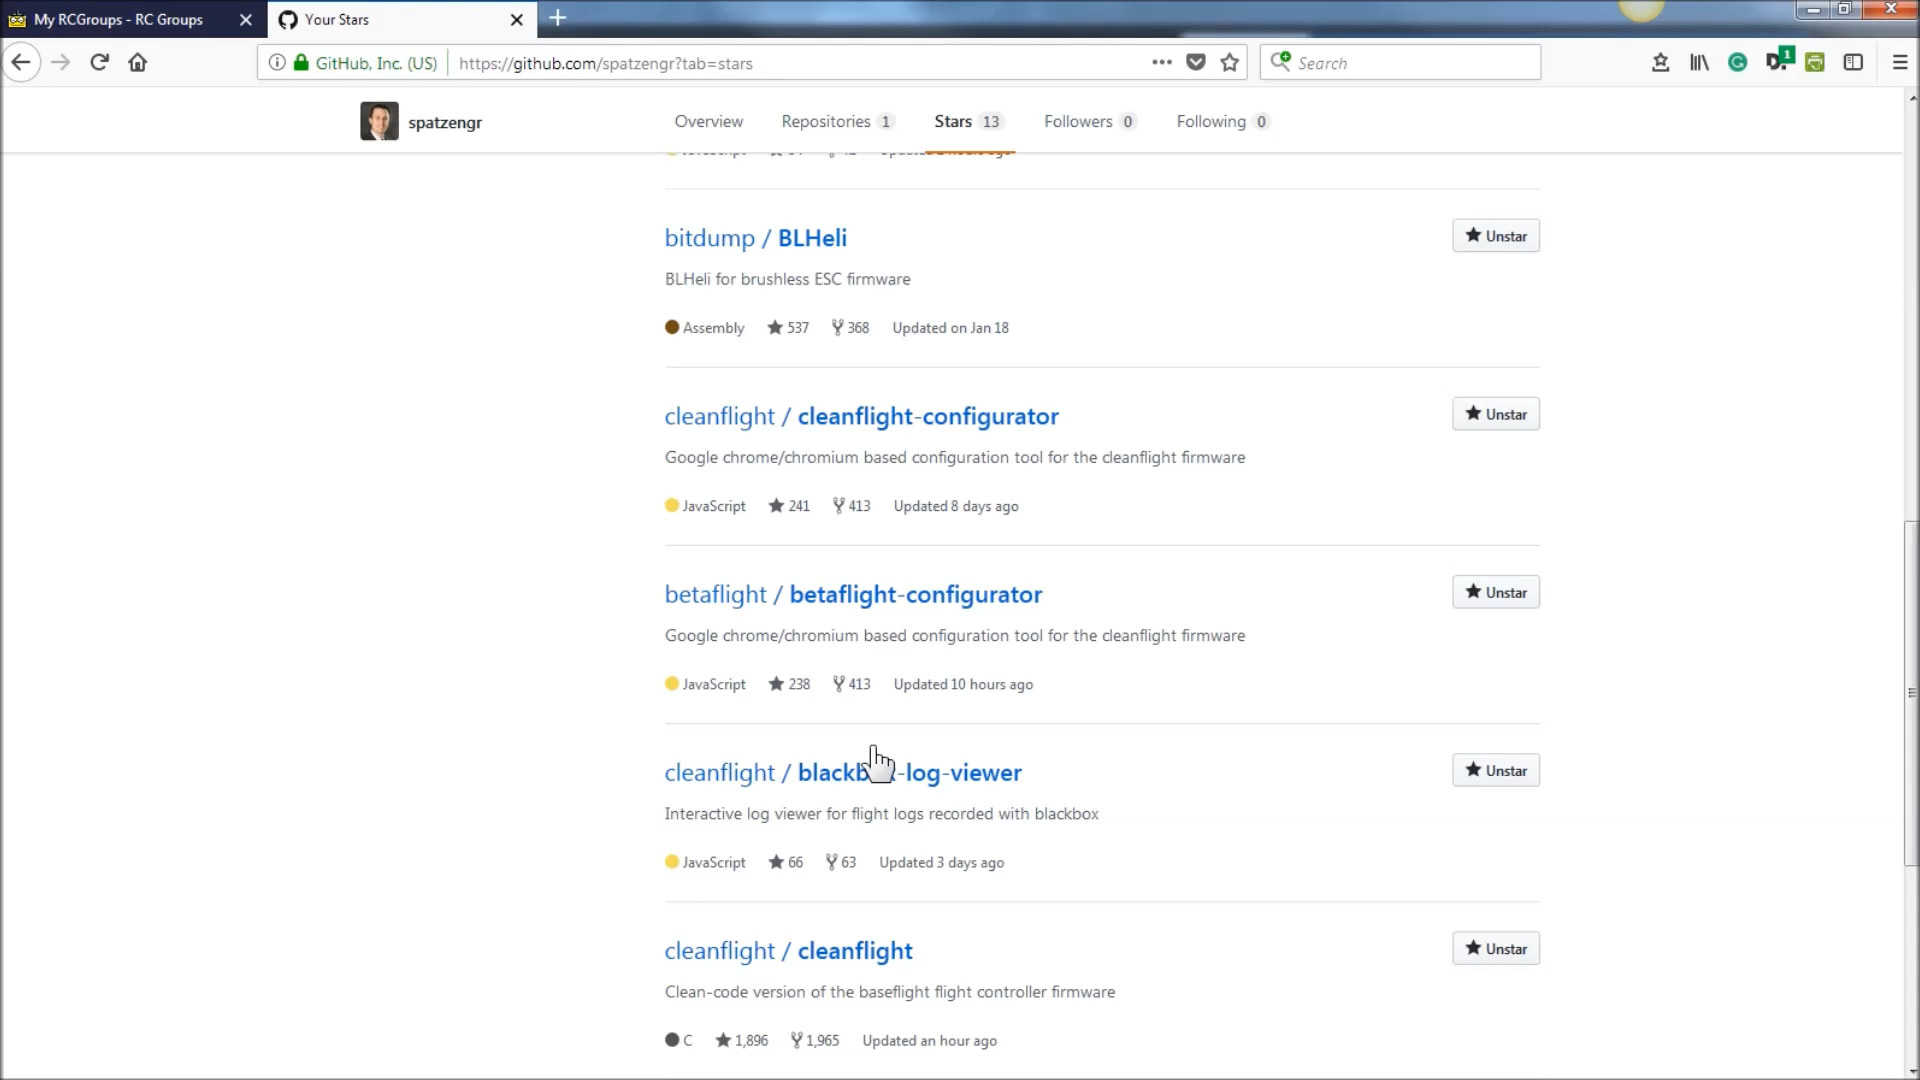 My RCGroups - RC Groups
Your Stars
GitHub, Inc. (US)
https://github.com/spatzengr?tab=stars
Search
1
spatzengr
Overview
Repositories 1
Stars 13
Followers 0
Following 0
bitdump / BLHeli
Unstar
BLHeli for brushless ESC firmware
Assembly 537 368 Updated on Jan 18
cleanflight / cleanflight-configurator
Unstar
Google chrome/chromium based configuration tool for the cleanflight firmware
JavaScript 241 413 Updated 8 days ago
betaflight / betaflight-configurator
Unstar
Google chrome/chromium based configuration tool for the cleanflight firmware
JavaScript 238 413 Updated 10 hours ago
cleanflight / blackbox-log-viewer
Unstar
Interactive log viewer for flight logs recorded with blackbox
JavaScript 66 63 Updated 3 days ago
cleanflight / cleanflight
Unstar
Clean-code version of the baseflight flight controller firmware
C 1,896 1,965 Updated an hour ago